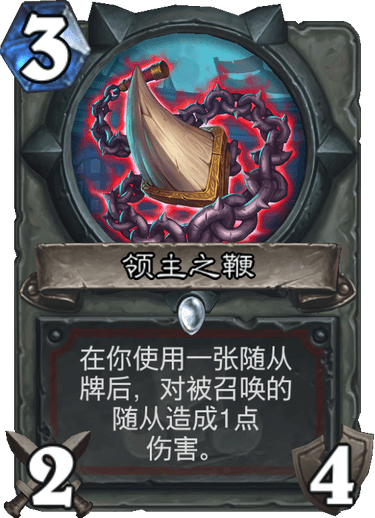 3
领主之鞭
在你使用一张随从
牌后，对被召唤的
随从造成1点
伤害。
2
4